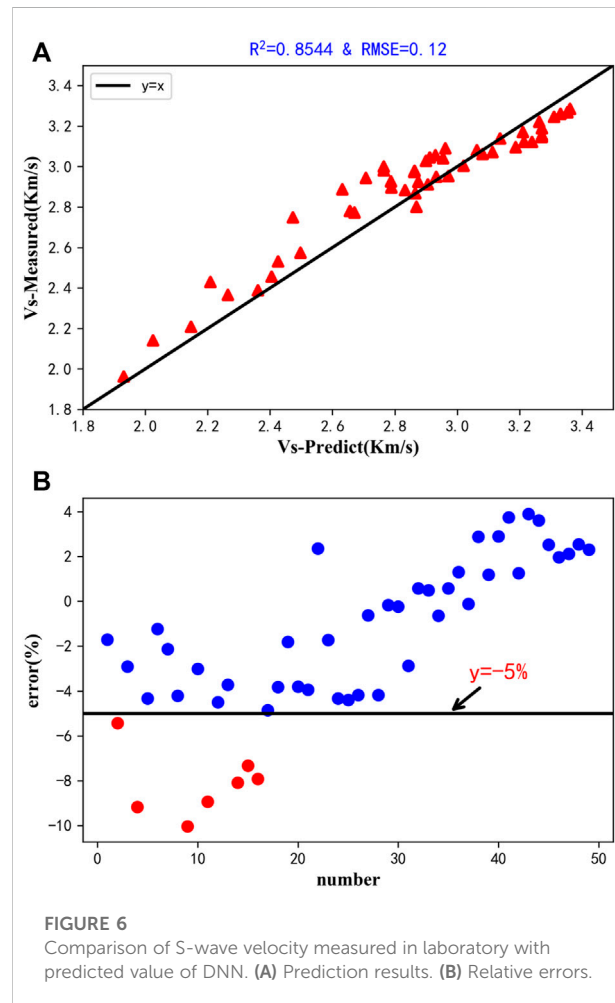 A
R²=0.8544 & RMSE=0.12
y=x
3.4
3.2
3.0
2.8
2.6
2.4
2.2
2.0
1.8
Vs-Measured(Km/s)
1.8 2.0 2.2 2.4 2.6 2.8 3.0 3.2 3.4
Vs-Predict(Km/s)
B
4
2
0
-2
-4
-6
-8
-10
error(%)
y=-5%
0 10 20 30 40 50
number
FIGURE 6
Comparison of S-wave velocity measured in laboratory with
predicted value of DNN. (A) Prediction results. (B) Relative errors.